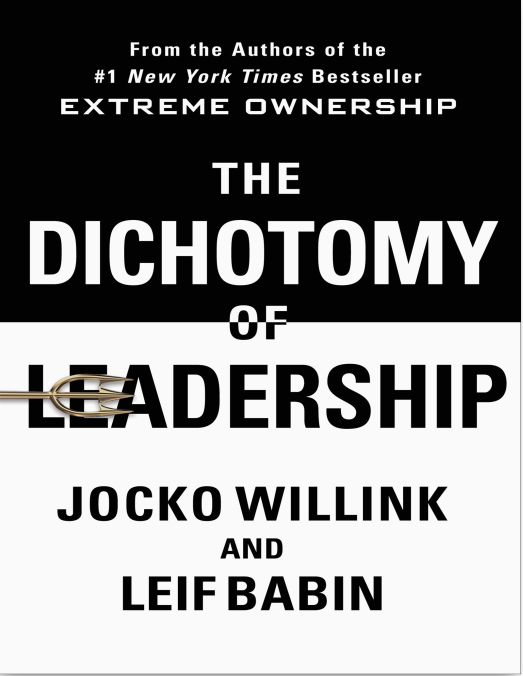 From the Authors of the
#1 New York Times Bestseller
EXTREME OWNERSHIP
THE
DICHOTOMY
OF
LEADERSHIP
JOCKO WILLINK
AND
LEIF BABIN